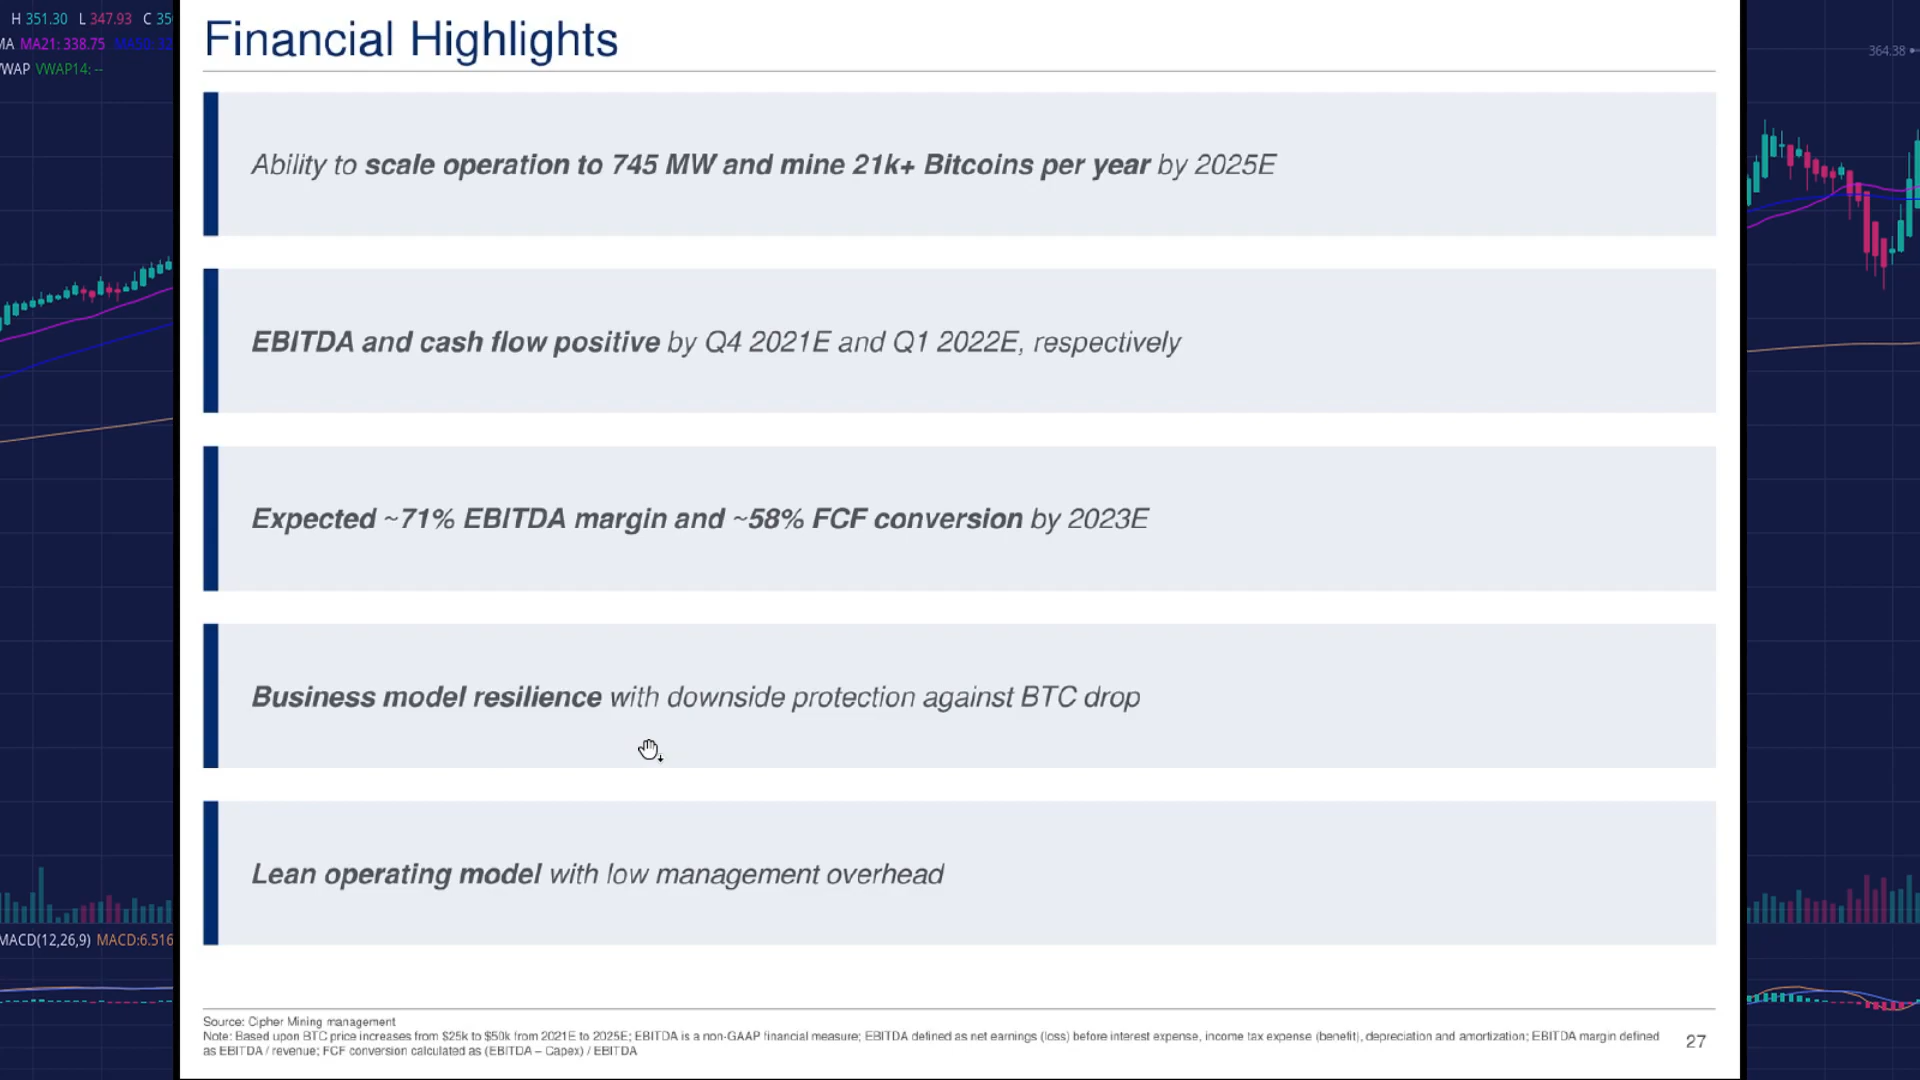 Financial Highlights
H 351.30 L 347.93 C 35
MA MA21: 338.75 MA50: 32
VWAP VWAP14: --
364.38
Ability to scale operation to 745 MW and mine 21k+ Bitcoins per year by 2025E
EBITDA and cash flow positive by Q4 2021E and Q1 2022E, respectively
Expected ~71% EBITDA margin and ~58% FCF conversion by 2023E
Business model resilience with downside protection against BTC drop
Lean operating model with low management overhead
MACD(12,26,9) MACD:6.516
Source: Cipher Mining management
Note: Based upon BTC price increases from $25k to $50k from 2021E to 2025E; EBITDA is a non-GAAP financial measure; EBITDA defined as net earnings (loss) before interest expense, income tax expense (benefit), depreciation and amortization; EBITDA margin defined
as EBITDA / revenue; FCF conversion calculated as (EBITDA – Capex) / EBITDA
27